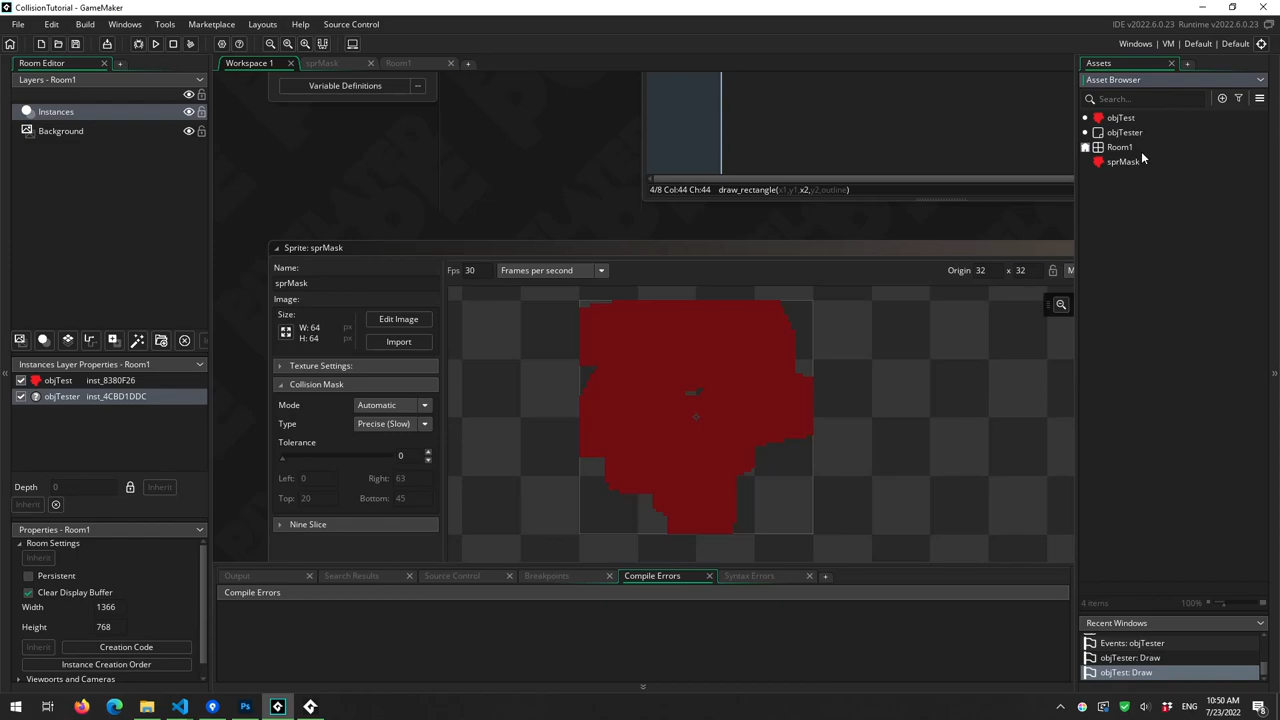 CollisionTutorial - GameMaker
File Edit Build Windows Tools Marketplace Layouts Help Source Control
IDE v2022.6.0.23 Runtime v2022.6.0.23
Windows | VM | Default | Default
Room Editor
Workspace 1 sprMask Room1
Assets
Layers - Room1
Asset Browser
Variable Definitions
Search...
Instances
Background
objTest
objTester
Room1
sprMask
4/8 Col:44 Ch:44 draw_rectangle(x1,y1,x2,y2,outline)
Sprite: sprMask
Name:
sprMask
Fps 30 Frames per second
Origin 32 x 32 M
Image:
Size:
W: 64 px
H: 64 px
Edit Image
Import
Texture Settings:
Collision Mask
Mode Automatic
Type Precise (Slow)
Tolerance
0
Left: 0 Right: 63
Top: 20 Bottom: 45
Nine Slice
Instances Layer Properties - Room1
objTest inst_8380F26
objTester inst_4CBD1DDC
Depth 0 Inherit
Inherit
Properties - Room1
Room Settings
Inherit
Persistent
Clear Display Buffer
Width 1366
Height 768
Inherit Creation Code
Instance Creation Order
Viewports and Cameras
Output Search Results Source Control Breakpoints Compile Errors Syntax Errors
Compile Errors
4 items 100%
Recent Windows
Events: objTester
objTester: Draw
objTest: Draw
ENG
10:50 AM
7/23/2022
8